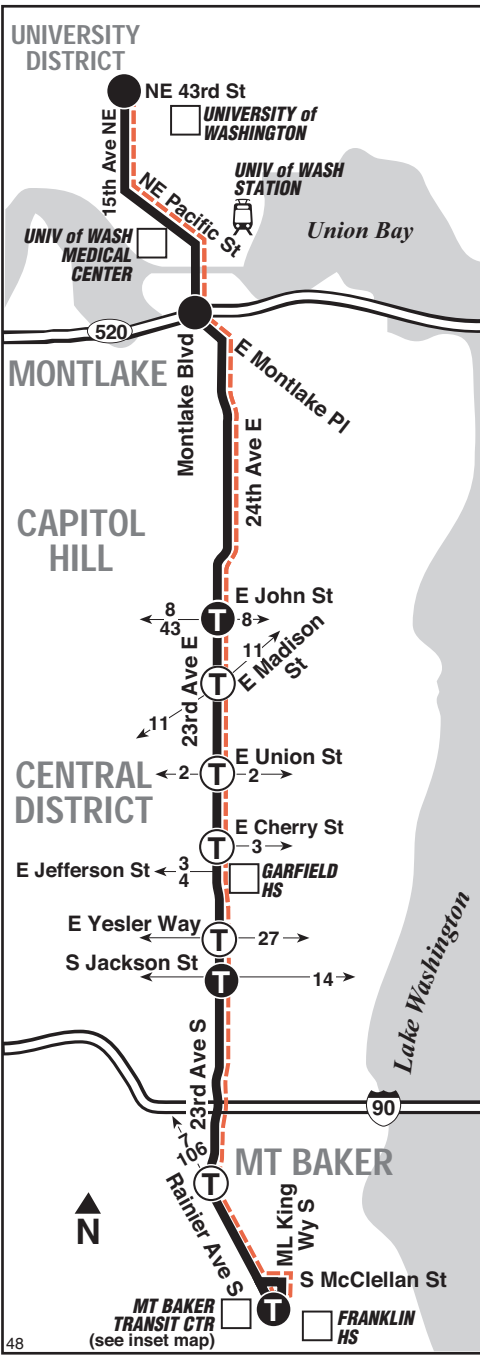 UNIVERSITY
DISTRICT
NE 43rd St
UNIVERSITY of
WASHINGTON
15th Ave NE
NE Pacific St
UNIV of WASH
STATION
UNIV of WASH
MEDICAL
CENTER
Union Bay
520
MONTLAKE
Montlake Blvd
E Montlake Pl
24th Ave E
CAPITOL
HILL
E John St
8
43
8
T
E Madison
St
11
T
11
23rd Ave E
E Union St
2
T
2
CENTRAL
DISTRICT
E Cherry St
T
3
E Jefferson St
3
4
GARFIELD
HS
E Yesler Way
T
27
S Jackson St
T
14
Lake Washington
23rd Ave S
90
7
106
MT BAKER
T
Rainier Ave S
ML King
Wy S
N
S McClellan St
MT BAKER
TRANSIT CTR
(see inset map)
T
FRANKLIN
HS
48